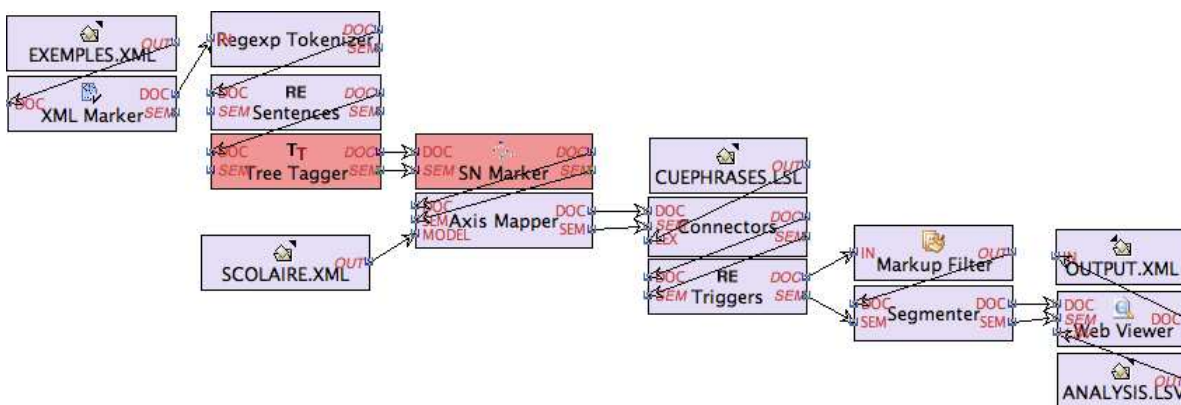 OUT
EXEMPLES.XML
DOC DOC
SEM
XML Marker
IN DOC
Regexp Tokenizer SEM
DOC RE DOC
SEM Sentences SEM
DOC TT DOC
SEM Tree Tagger SEM
DOC DOC
SEM SN Marker SEM
DOC DOC
SEM Axis Mapper SEM
MODEL
OUT
SCOLAIRE.XML
OUT
CUEPHRASES.LSL
DOC DOC
SEM Connectors SEM
LEX
DOC RE DOC
SEM Triggers SEM
IN OUT
Markup Filter
DOC DOC
SEM Segmenter SEM
IN
OUTPUT.XML
DOC
SEM DOC
Web Viewer
OUT
ANALYSIS.LSV